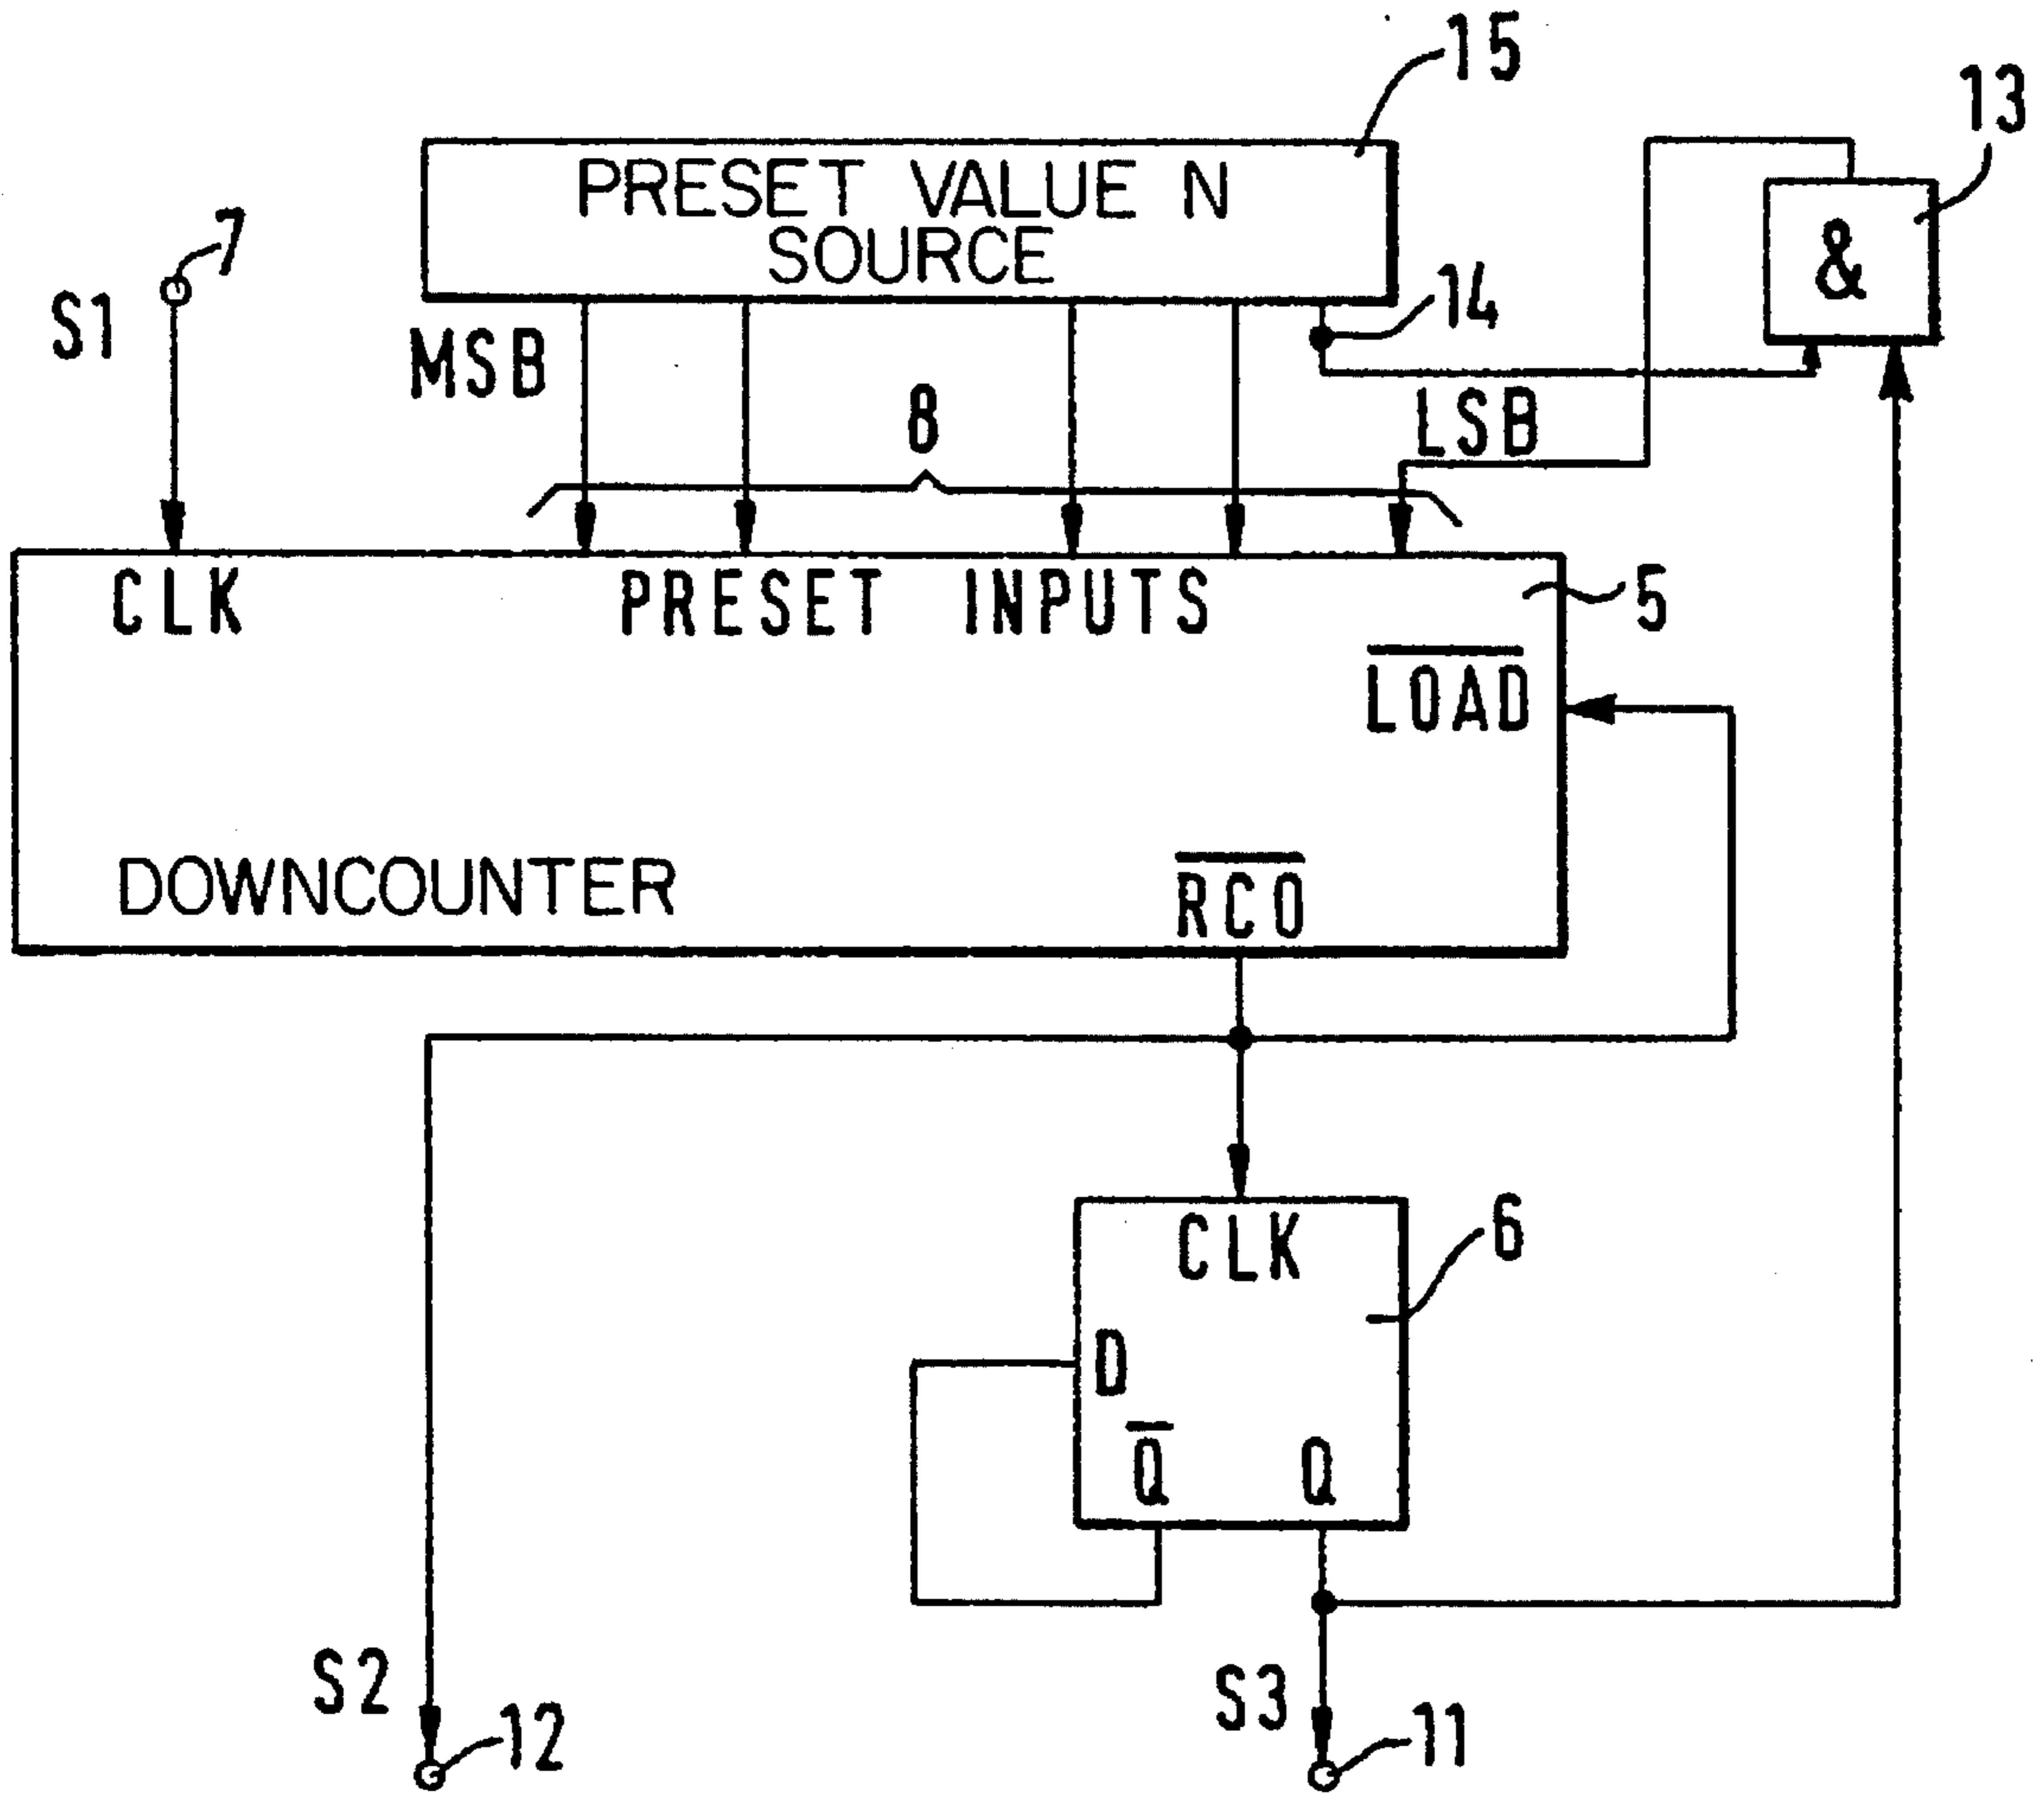 15
13
PRESET VALUE N
SOURCE
7
S1
14
&
MSB
8
LSB
CLK
PRESET INPUTS
5
LOAD
DOWNCOUNTER
RCO
CLK
6
D
Q
Q
S2
S3
12
11